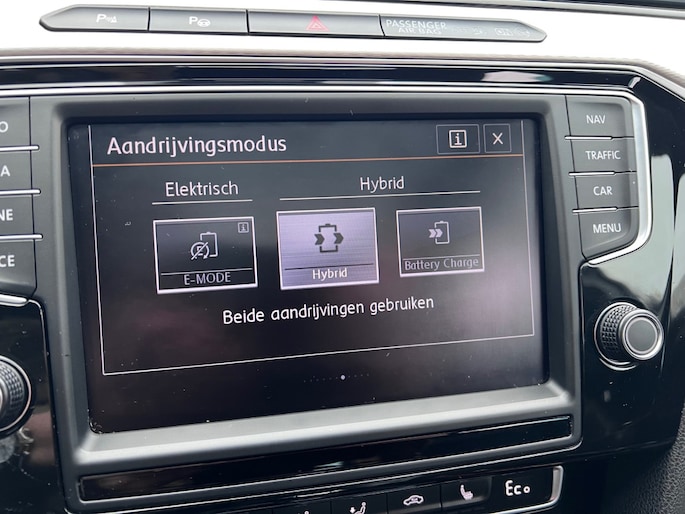 P
P
PASSENGER
AIR BAG
Aandrijvingsmodus
i
X
Elektrisch
Hybrid
i
E-MODE
Hybrid
Battery Charge
Beide aandrijvingen gebruiken
NAV
TRAFFIC
CAR
MENU
Eco